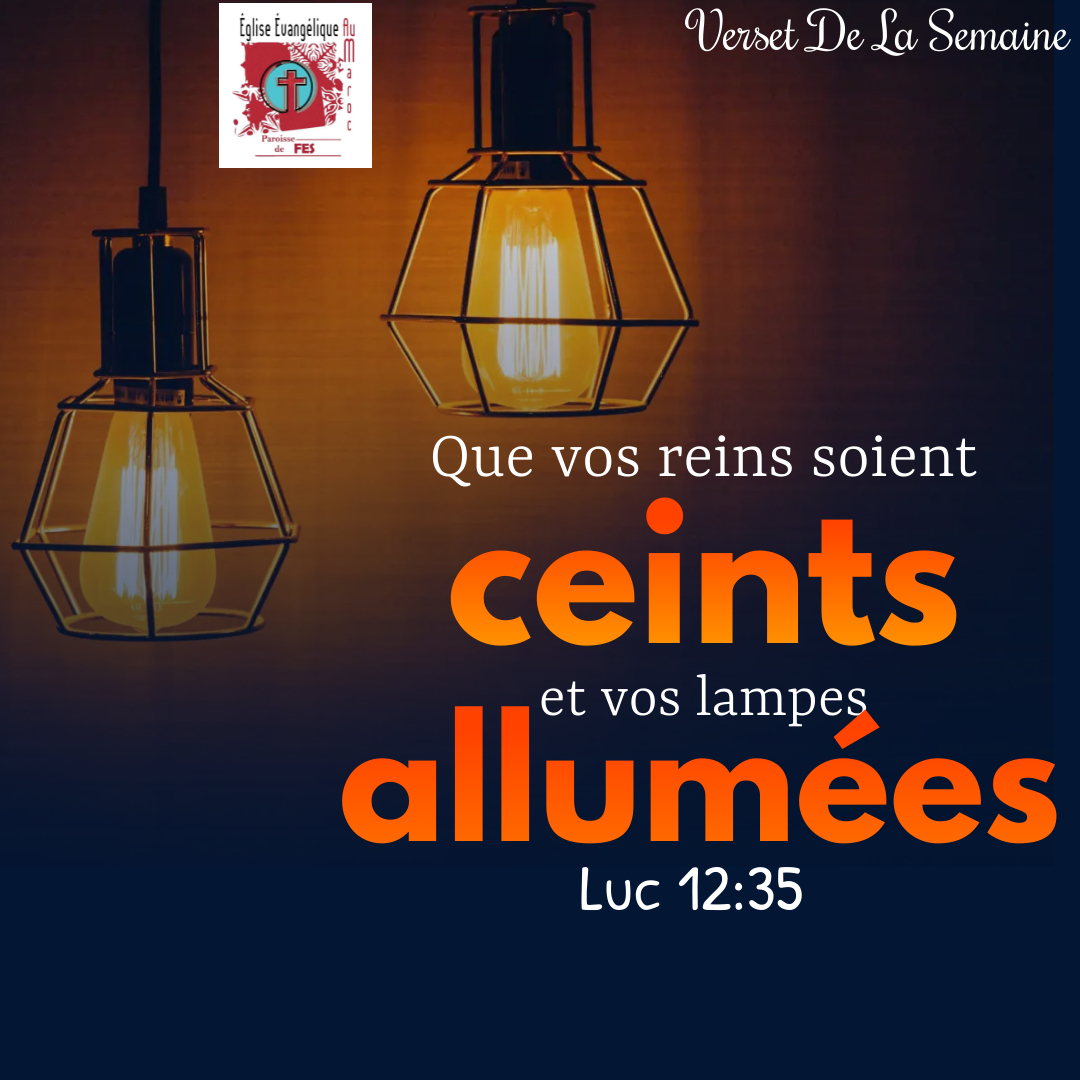 Église Évangélique Au
Maroc
Paroisse
de FES
Verset De La Semaine
Que vos reins soient
ceints
et vos lampes
allumées
Luc 12:35